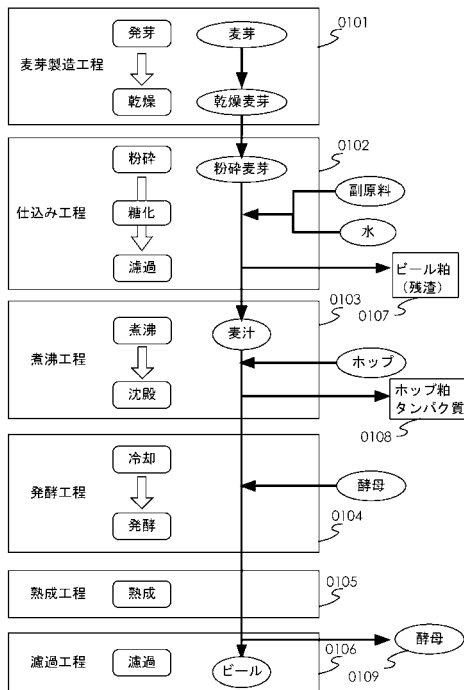 0101
麦芽製造工程
発芽
麦芽
乾燥
乾燥麦芽
0102
仕込み工程
粉砕
粉砕麦芽
副原料
糖化
水
濾過
ビール粕
(残渣)
0107
0103
煮沸工程
煮沸
麦汁
ホップ
沈殿
ホップ粕
タンパク質
0108
発酵工程
冷却
酵母
発酵
0104
熟成工程
熟成
0105
濾過工程
濾過
ビール
0106
酵母
0109